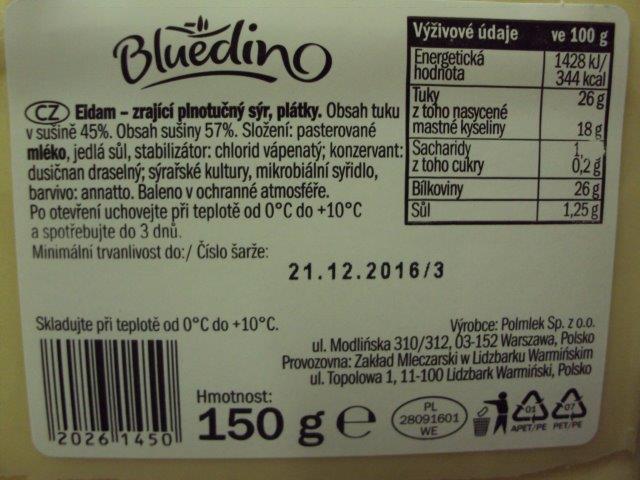 Bluedino
CZ Eidam – zrající plnotučný sýr, plátky. Obsah tuku
v sušině 45%. Obsah sušiny 57%. Složení: pasterované
mléko, jedlá sůl, stabilizátor: chlorid vápenatý; konzervant:
dusičnan draselný; sýrařské kultury, mikrobiální syřidlo,
barvivo: annatto. Baleno v ochranné atmosféře.
Po otevření uchovejte při teplotě od 0°C do +10°C
a spotřebujte do 3 dnů.
Minimální trvanlivost do:/ Číslo šarže:
21.12.2016/3
Výživové údaje ve 100 g
Energetická 1428 kJ/
hodnota 344 kcal
Tuky 26 g
z toho nasycené
mastné kyseliny 18 g
Sacharidy 1
z toho cukry 0,2 g
Bílkoviny 26 g
Sůl 1,25 g
Skladujte při teplotě od 0°C do +10°C.
Výrobce: Polmlek Sp. z o.o.
ul. Modlińska 310/312, 03-152 Warszawa, Polsko
Provozovna: Zakład Mleczarski w Lidzbarku Warmińskim
ul. Topolowa 1, 11-100 Lidzbark Warmiński, Polsko
2026 1450
Hmotnost:
150 g e
PL
28091601
WE
01 07
APET/PE PET/PE